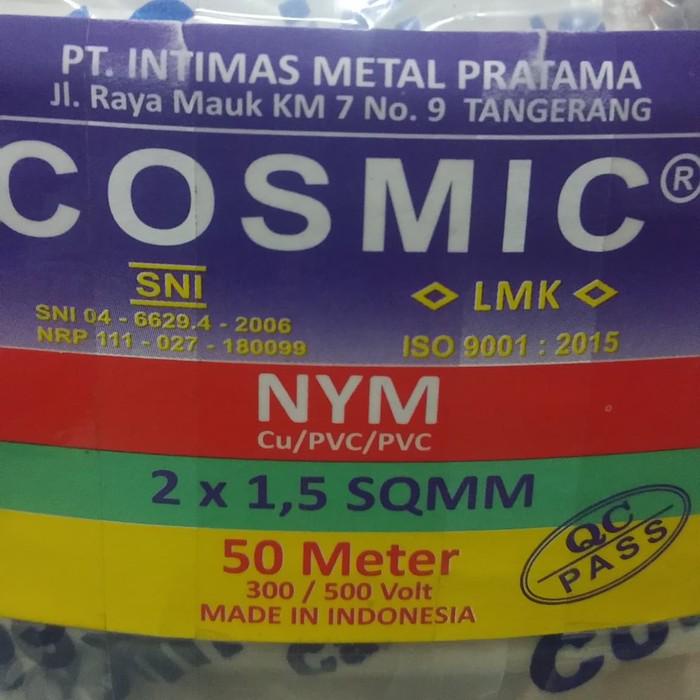 PT. INTIMAS METAL PRATAMA
Jl. Raya Mauk KM 7 No. 9 TANGERANG
COSMIC®
SNI
SNI 04 - 6629.4 - 2006
NRP 111 - 027 - 180099
LMK
ISO 9001 : 2015
NYM
Cu/PVC/PVC
2 x 1,5 SQMM
50 Meter
300 / 500 Volt
MADE IN INDONESIA
QC
PASS